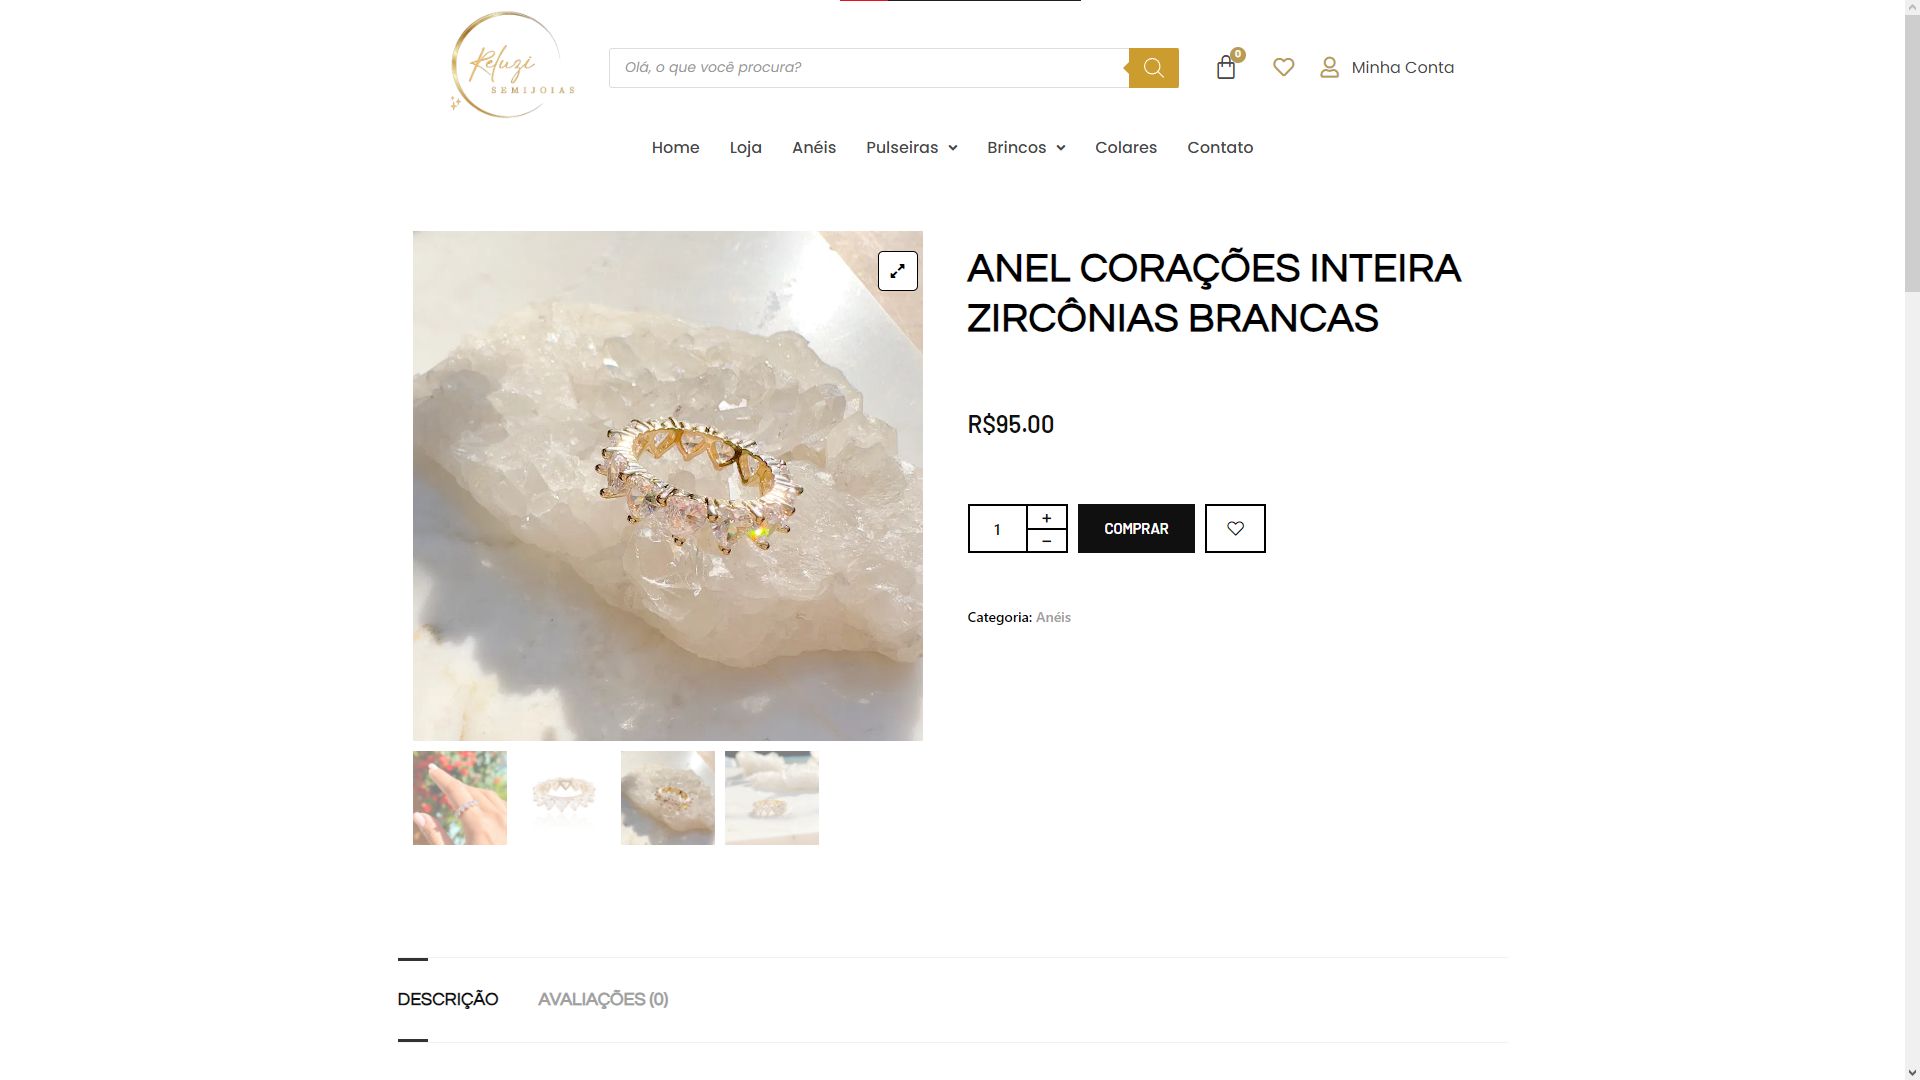 Reluzi
SEMIJOIAS
Olá, o que você procura?
0
Minha Conta
Home
Loja
Anéis
Pulseiras
Brincos
Colares
Contato
ANEL CORAÇÕES INTEIRA
ZIRCÔNIAS BRANCAS
R$95.00
1
+
−
COMPRAR
Categoria: Anéis
DESCRIÇÃO
AVALIAÇÕES (0)